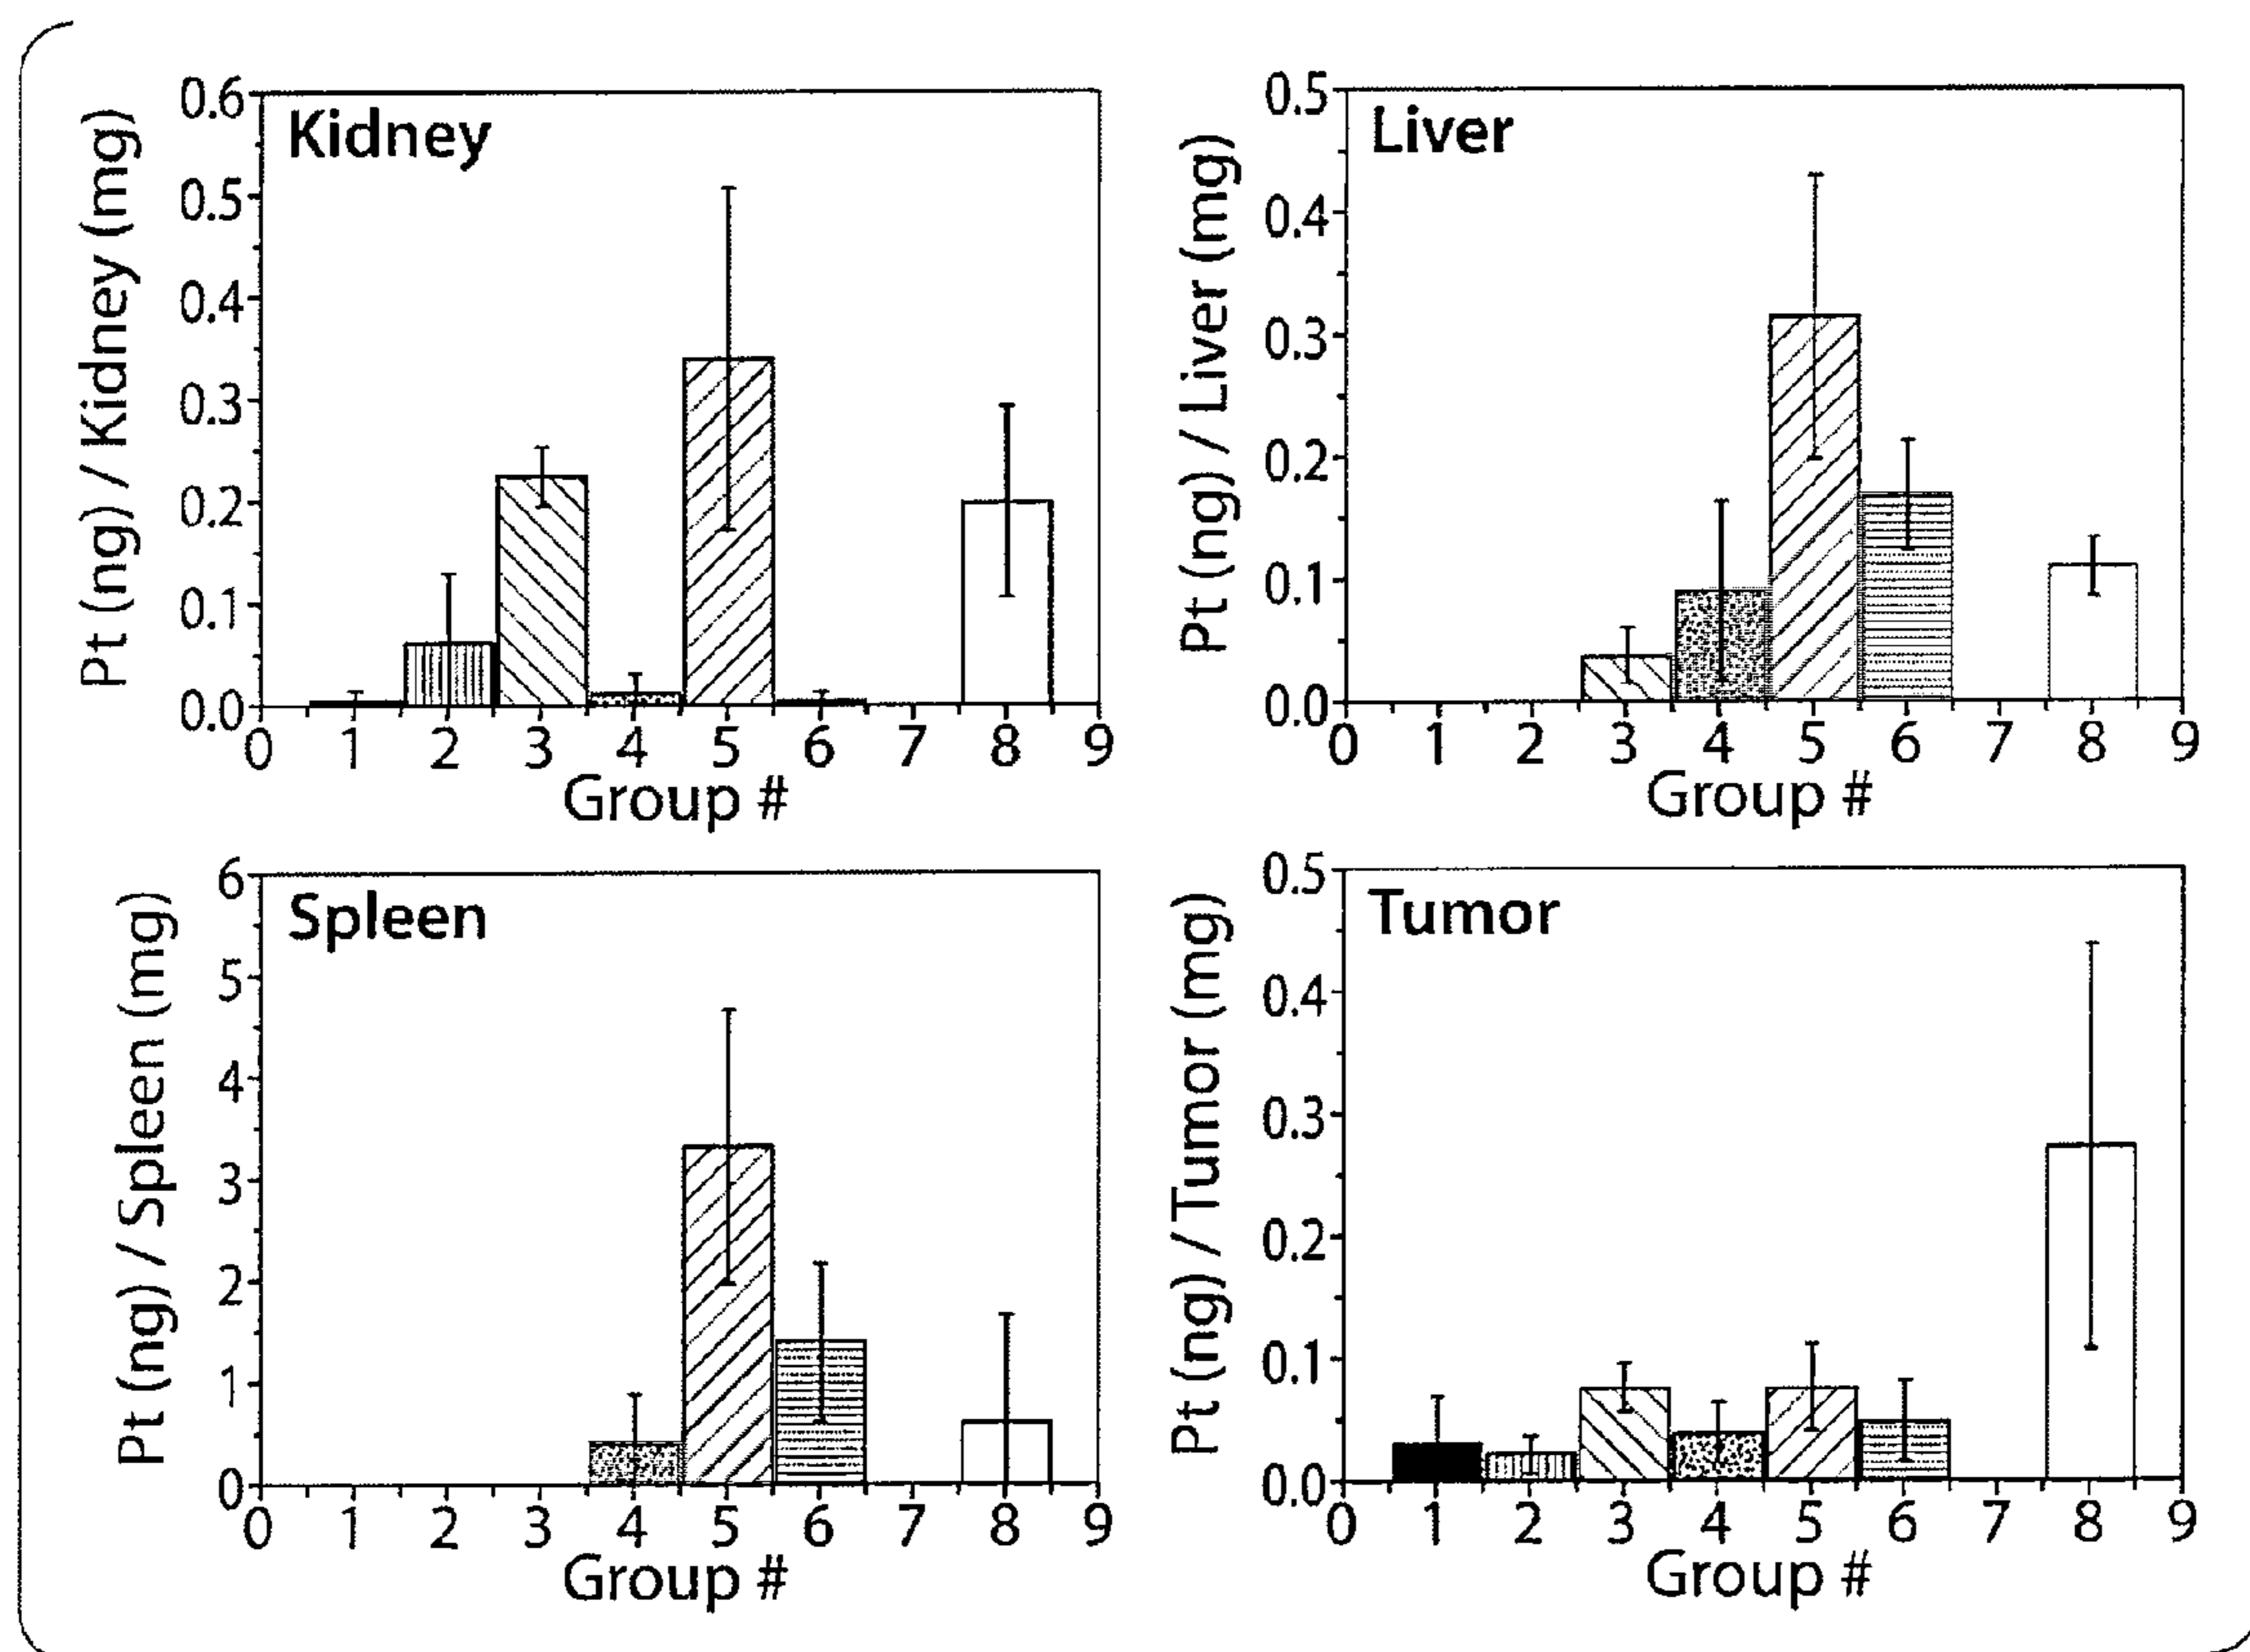 Kidney
Pt (ng) / Kidney (mg)
0.6
0.5
0.4
0.3
0.2
0.1
0.0
0 1 2 3 4 5 6 7 8 9
Group #
Liver
Pt (ng) / Liver (mg)
0.5
0.4
0.3
0.2
0.1
0.0
0 1 2 3 4 5 6 7 8 9
Group #
Spleen
Pt (ng) / Spleen (mg)
6
5
4
3
2
1
0
0 1 2 3 4 5 6 7 8 9
Group #
Tumor
Pt (ng) / Tumor (mg)
0.5
0.4
0.3
0.2
0.1
0.0
0 1 2 3 4 5 6 7 8 9
Group #